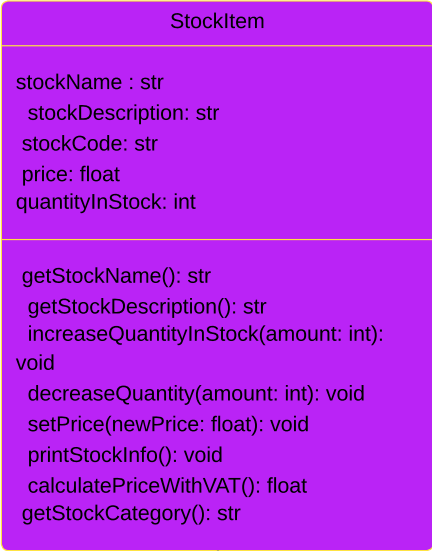 StockItem
stockName : str
stockDescription: str
stockCode: str
price: float
quantityInStock: int
getStockName(): str
getStockDescription(): str
increaseQuantityInStock(amount: int):
void
decreaseQuantity(amount: int): void
setPrice(newPrice: float): void
printStockInfo(): void
calculatePriceWithVAT(): float
getStockCategory(): str